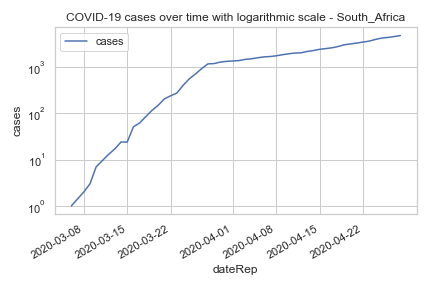 COVID-19 cases over time with logarithmic scale - South_Africa
cases
cases
10³
10²
10¹
10⁰
2020-03-08
2020-03-15
2020-03-22
2020-04-01
2020-04-08
2020-04-15
2020-04-22
dateRep